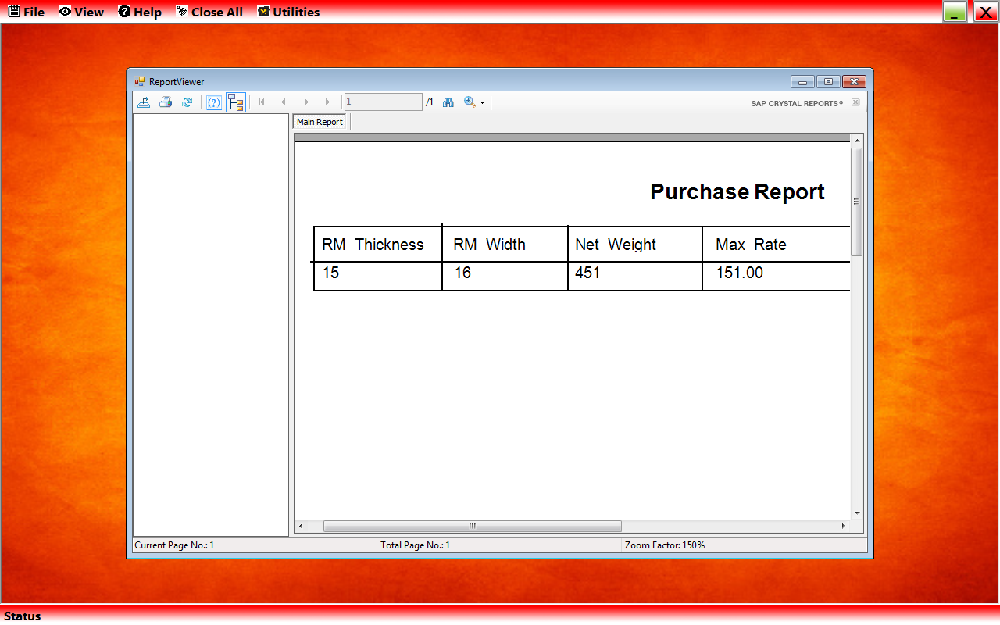 File View Help Close All Utilities _ X
ReportViewer
1 /1 SAP CRYSTAL REPORTS®
Main Report
Purchase Report
RM_Thickness RM_Width Net_Weight Max_Rate
15 16 451 151.00
Current Page No.: 1 Total Page No.: 1 Zoom Factor: 150%
Status